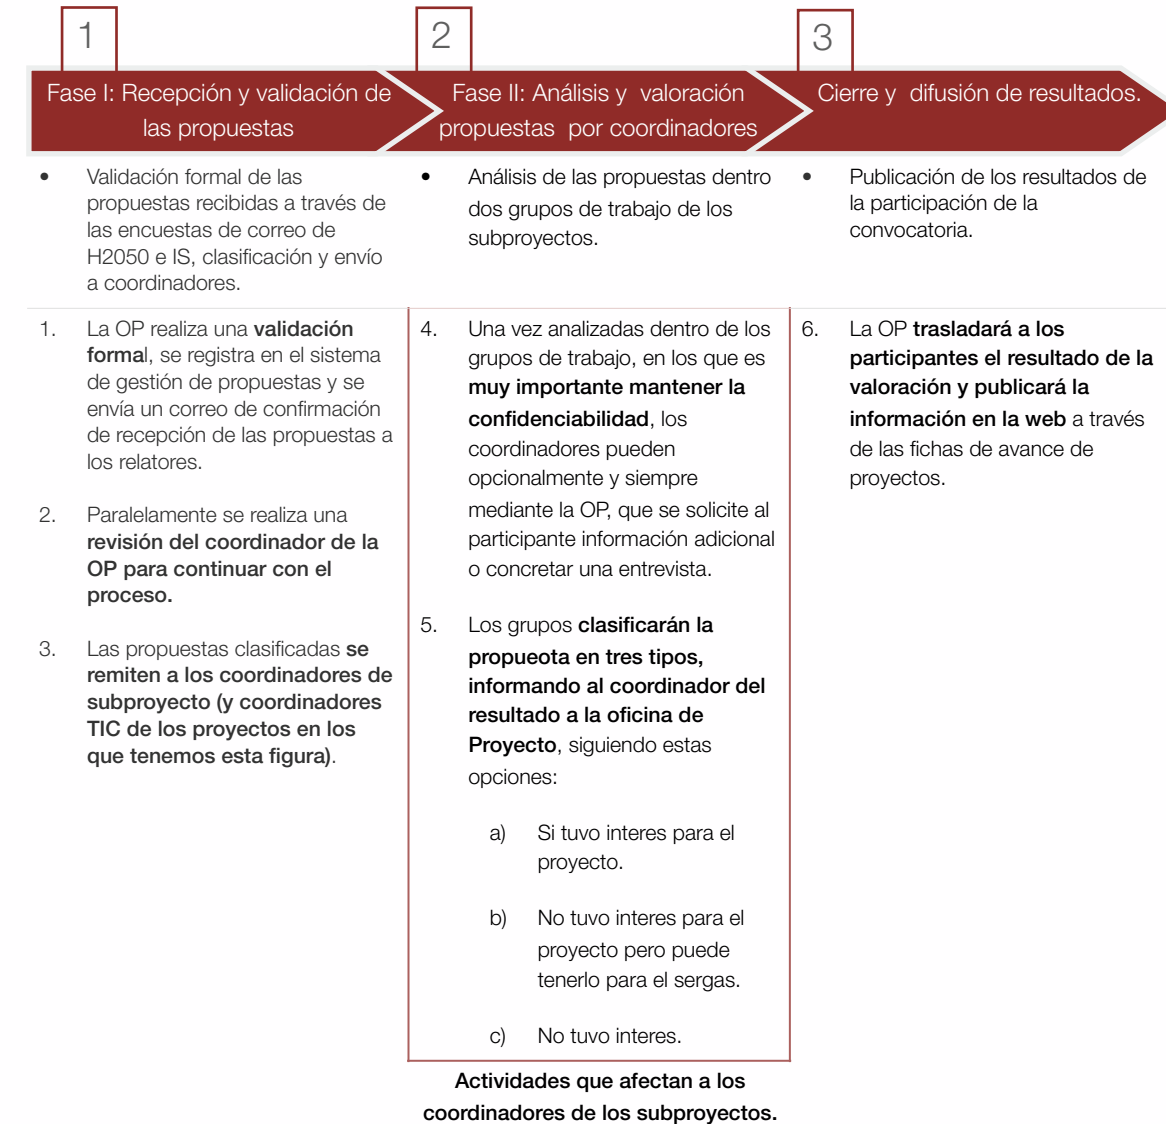 1
Fase I: Recepción y validación de
las propuestas
2
Fase II: Análisis y valoración
propuestas por coordinadores
3
Cierre y difusión de resultados.
• Validación formal de las
propuestas recibidas a través de
las encuestas de correo de
H2050 e IS, clasificación y envío
a coordinadores.
• Análisis de las propuestas dentro
dos grupos de trabajo de los
subproyectos.
• Publicación de los resultados de
la participación de la
convocatoria.
1. La OP realiza una validación
formal, se registra en el sistema
de gestión de propuestas y se
envía un correo de confirmación
de recepción de las propuestas a
los relatores.
2. Paralelamente se realiza una
revisión del coordinador de la
OP para continuar con el
proceso.
3. Las propuestas clasificadas se
remiten a los coordinadores de
subproyecto (y coordinadores
TIC de los proyectos en los
que tenemos esta figura).
4. Una vez analizadas dentro de los
grupos de trabajo, en los que es
muy importante mantener la
confidenciabilidad, los
coordinadores pueden
opcionalmente y siempre
mediante la OP, que se solicite al
participante información adicional
o concretar una entrevista.
5. Los grupos clasificarán la
propueota en tres tipos,
informando al coordinador del
resultado a la oficina de
Proyecto, siguiendo estas
opciones:
a) Si tuvo interes para el
proyecto.
b) No tuvo interes para el
proyecto pero puede
tenerlo para el sergas.
c) No tuvo interes.
Actividades que afectan a los
coordinadores de los subproyectos.
6. La OP trasladará a los
participantes el resultado de la
valoración y publicará la
información en la web a través
de las fichas de avance de
proyectos.